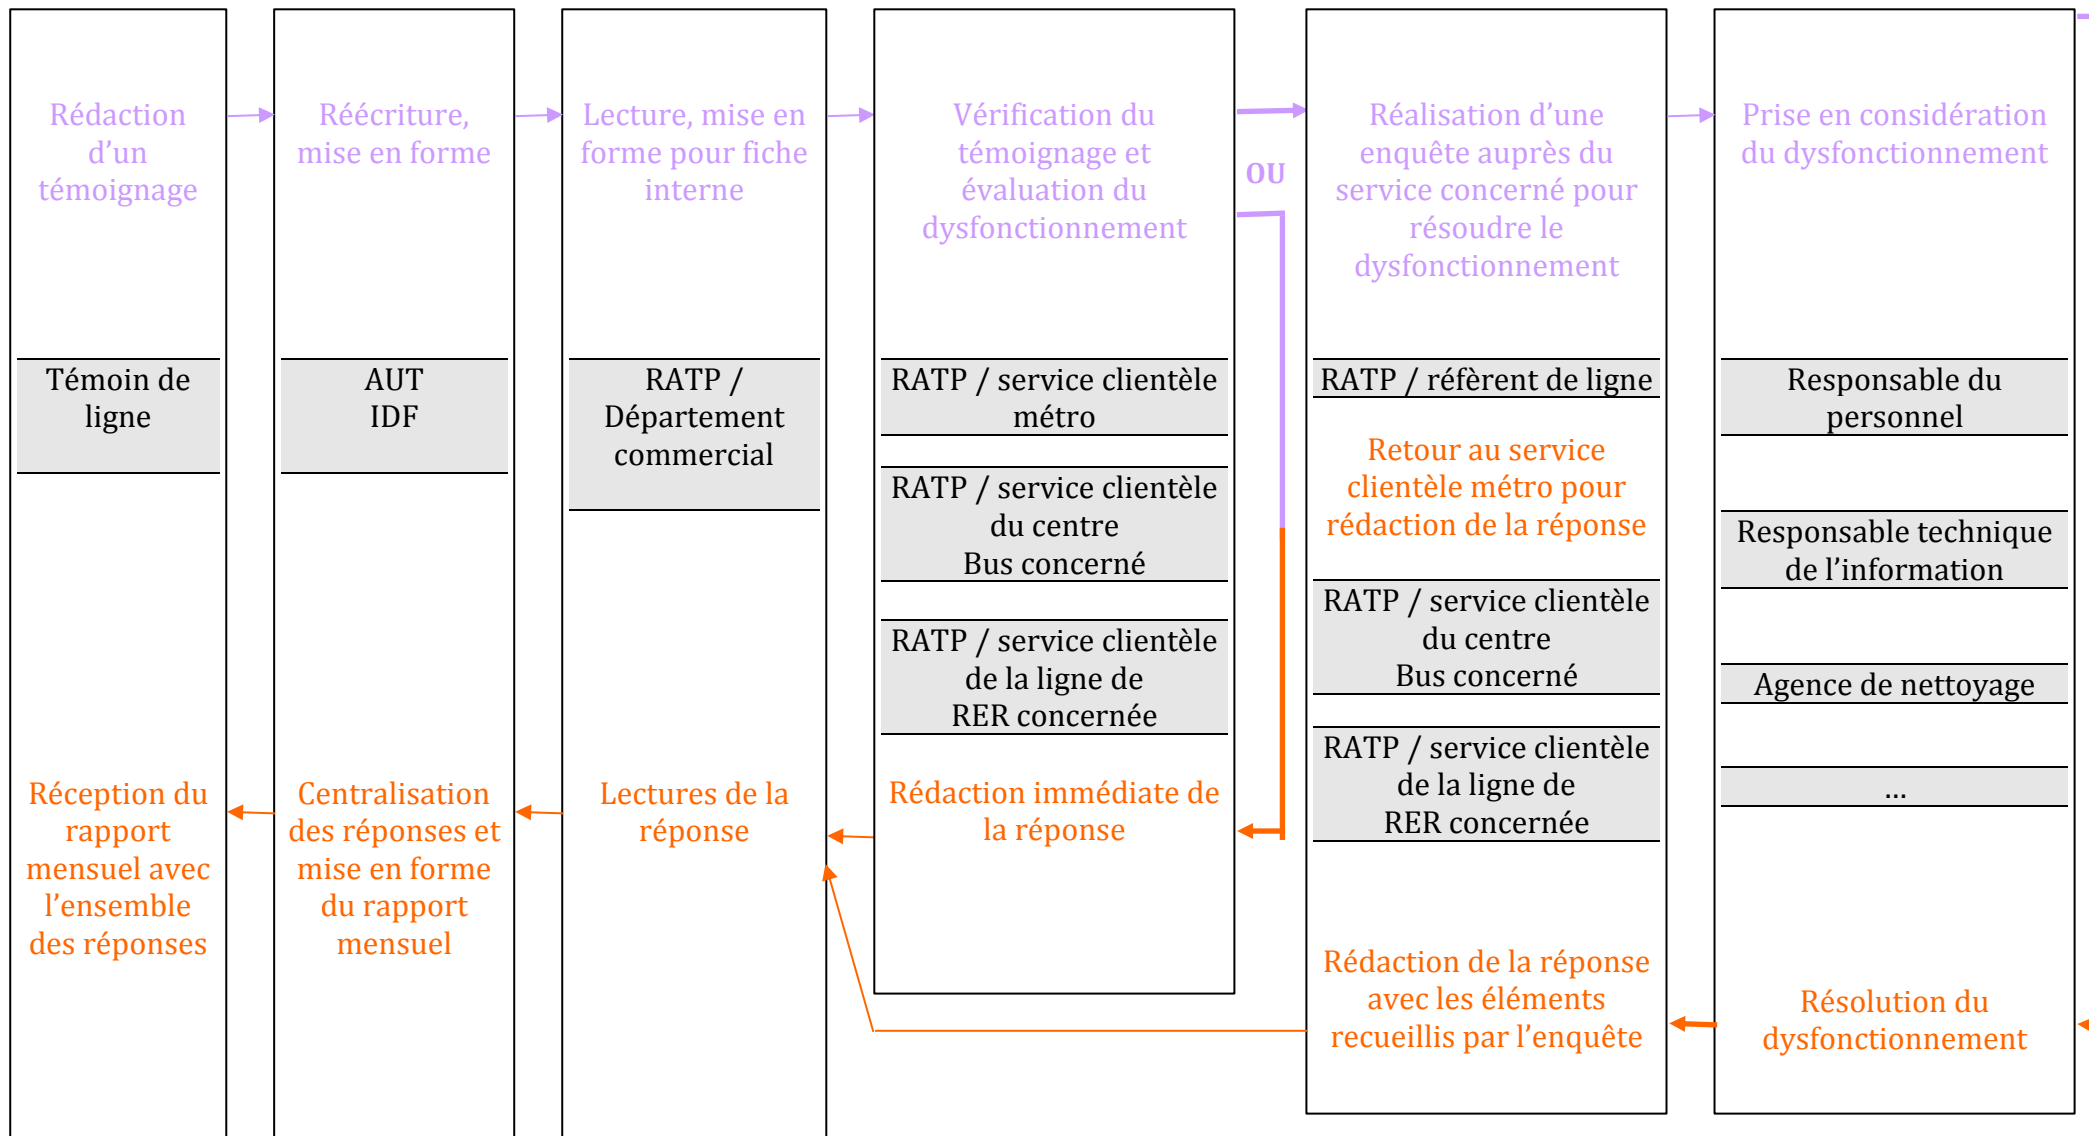 Rédaction
d’un
témoignage
Témoin de
ligne
Réception du
rapport
mensuel avec
l’ensemble
des réponses
Réécriture,
mise en forme
AUT
IDF
Centralisation
des réponses et
mise en forme
du rapport
mensuel
Lecture, mise en
forme pour fiche
interne
RATP /
Département
commercial
Lectures de la
réponse
Vérification du
témoignage et
évaluation du
dysfonctionnement
RATP / service clientèle
métro
RATP / service clientèle
du centre
Bus concerné
RATP / service clientèle
de la ligne de
RER concernée
Rédaction immédiate de
la réponse
OU
Réalisation d’une
enquête auprès du
service concerné pour
résoudre le
dysfonctionnement
RATP / réfèrent de ligne
Retour au service
clientèle métro pour
rédaction de la réponse
RATP / service clientèle
du centre
Bus concerné
RATP / service clientèle
de la ligne de
RER concernée
Rédaction de la réponse
avec les éléments
recueillis par l’enquête
Prise en considération
du dysfonctionnement
Responsable du
personnel
Responsable technique
de l’information
Agence de nettoyage
…
Résolution du
dysfonctionnement